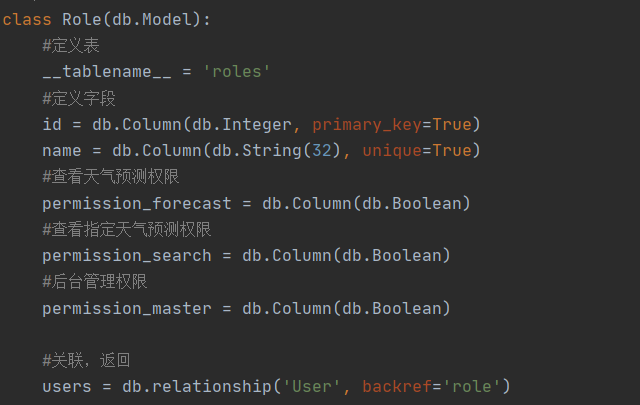 class Role(db.Model):
#定义表
__tablename__ = 'roles'
#定义字段
id = db.Column(db.Integer, primary_key=True)
name = db.Column(db.String(32), unique=True)
#查看天气预测权限
permission_forecast = db.Column(db.Boolean)
#查看指定天气预测权限
permission_search = db.Column(db.Boolean)
#后台管理权限
permission_master = db.Column(db.Boolean)
#关联，返回
users = db.relationship('User', backref='role')